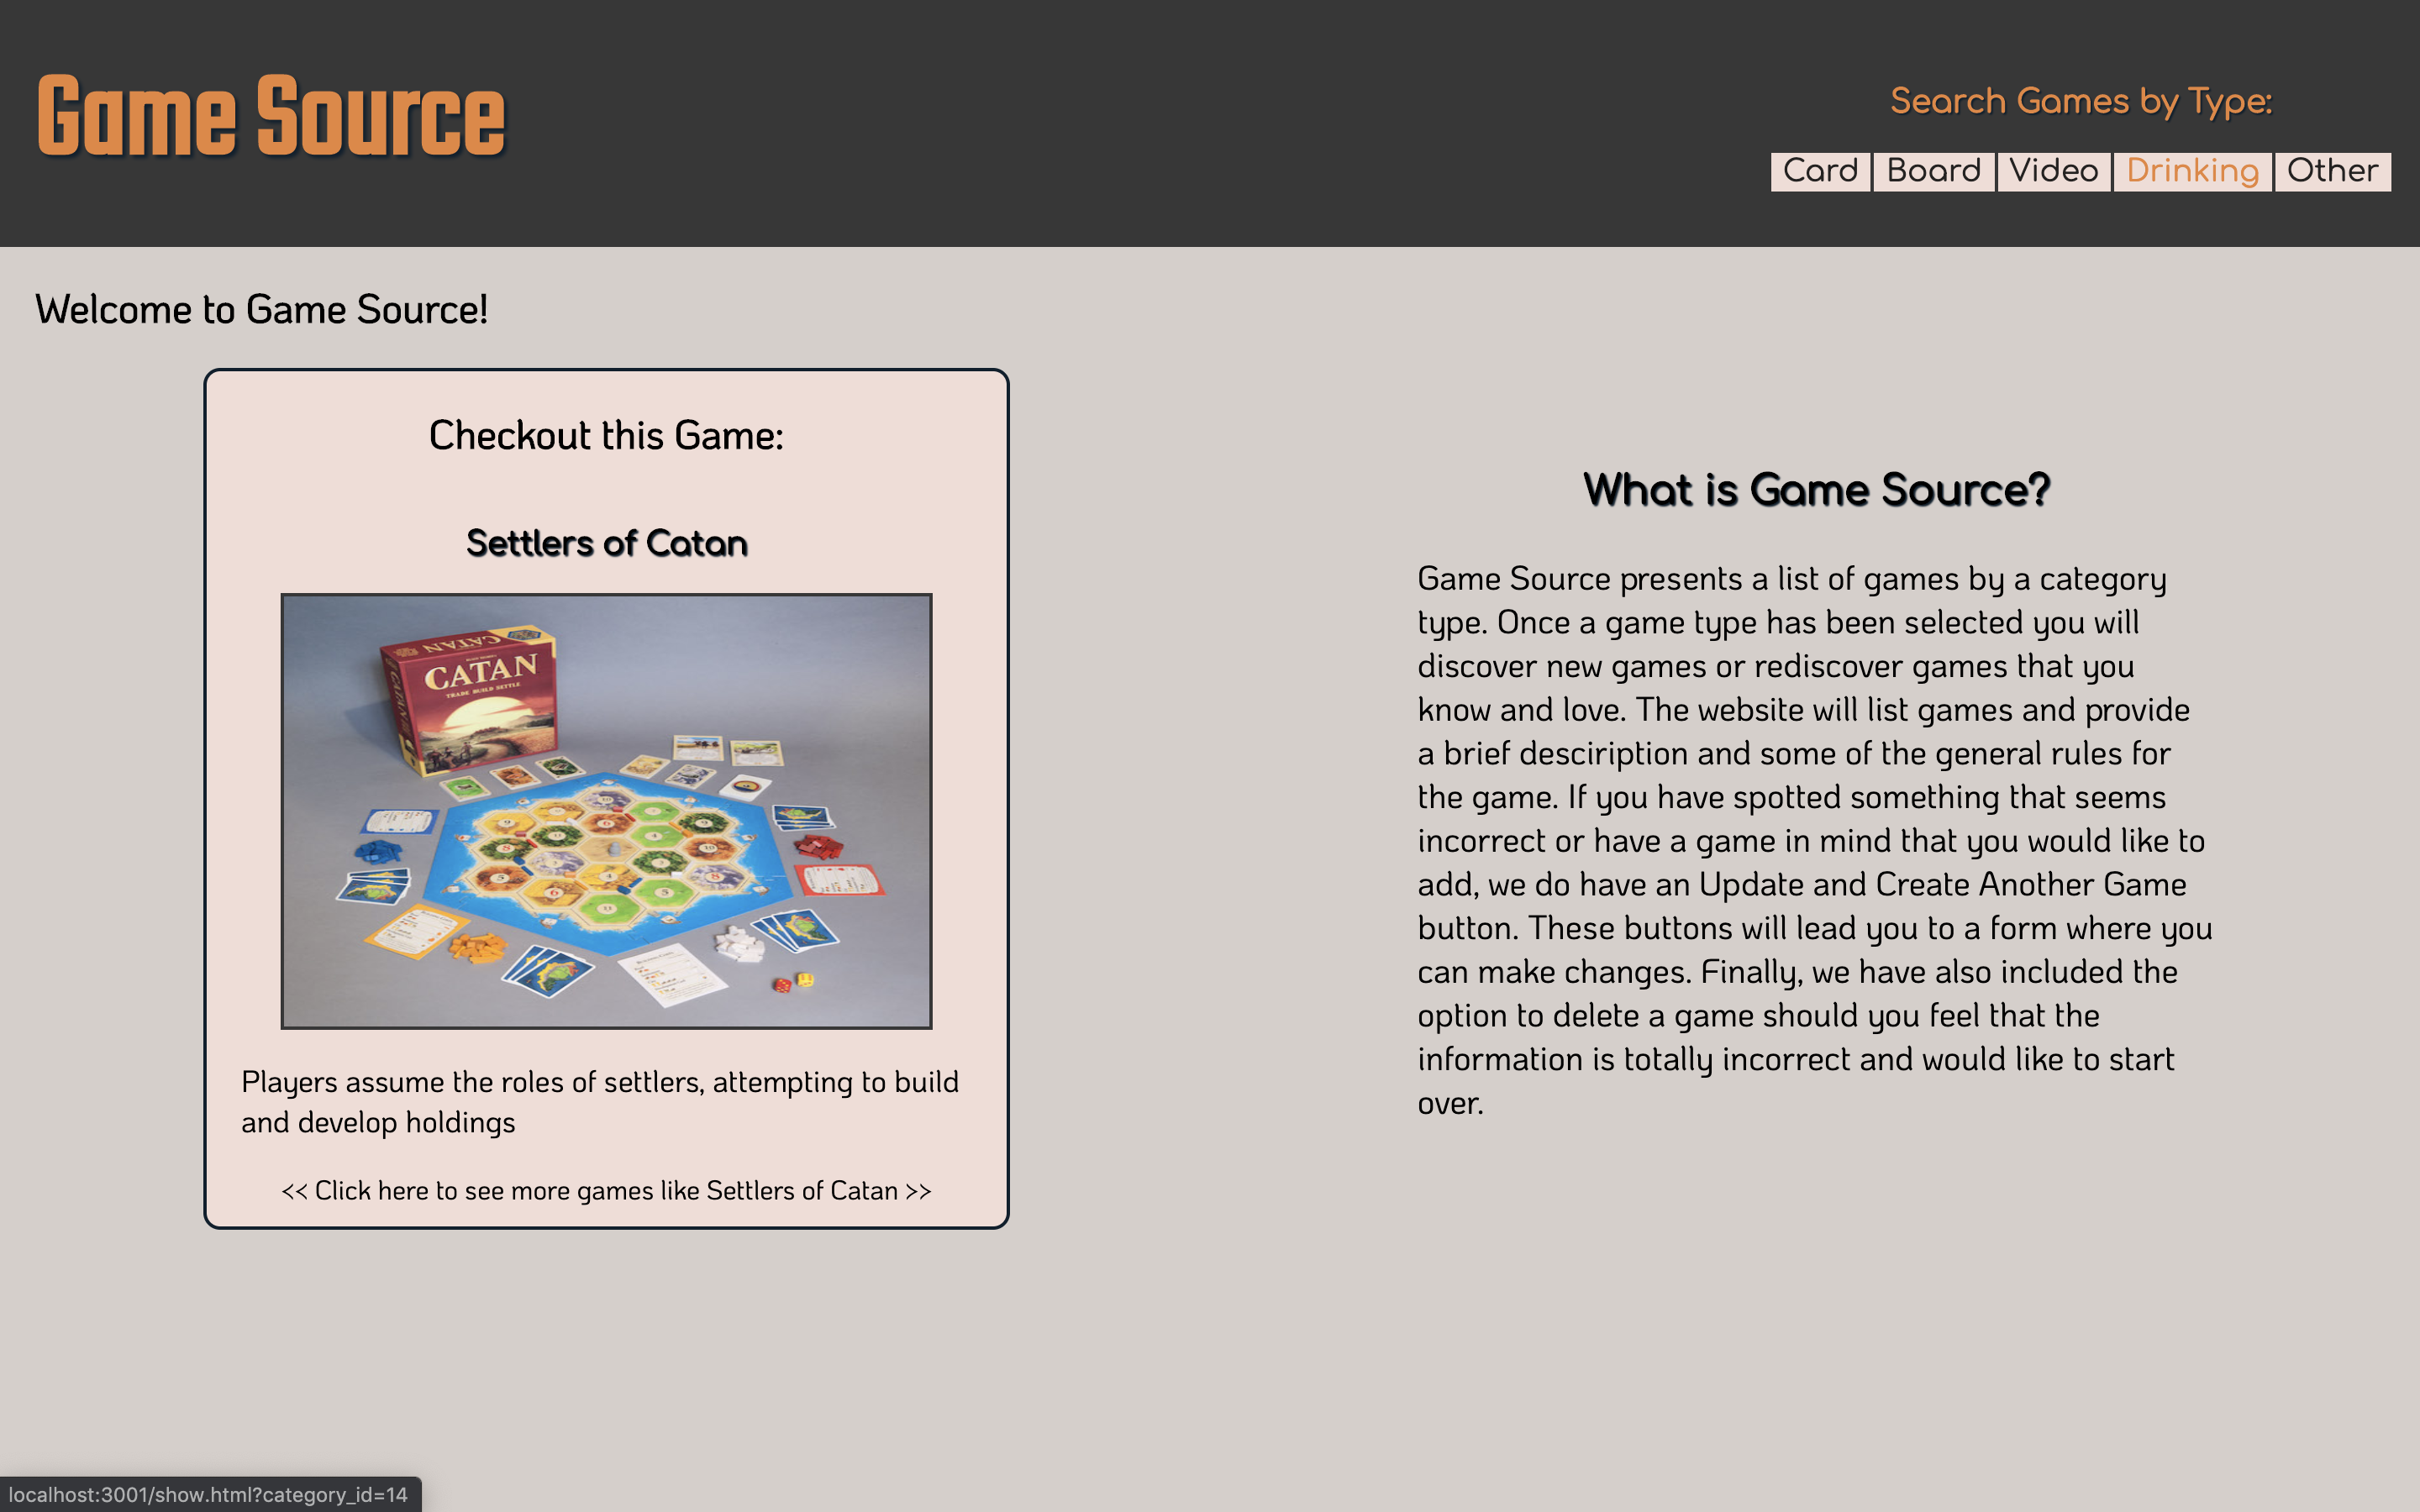 Game Source
Search Games by Type:
Card Board Video Drinking Other
Welcome to Game Source!
Checkout this Game:
Settlers of Catan
CATAN
CATAN
TRADE BUILD SETTLE
CATAN
Players assume the roles of settlers, attempting to build
and develop holdings
<< Click here to see more games like Settlers of Catan >>
What is Game Source?
Game Source presents a list of games by a category
type. Once a game type has been selected you will
discover new games or rediscover games that you
know and love. The website will list games and provide
a brief desciription and some of the general rules for
the game. If you have spotted something that seems
incorrect or have a game in mind that you would like to
add, we do have an Update and Create Another Game
button. These buttons will lead you to a form where you
can make changes. Finally, we have also included the
option to delete a game should you feel that the
information is totally incorrect and would like to start
over.
localhost:3001/show.html?category_id=14